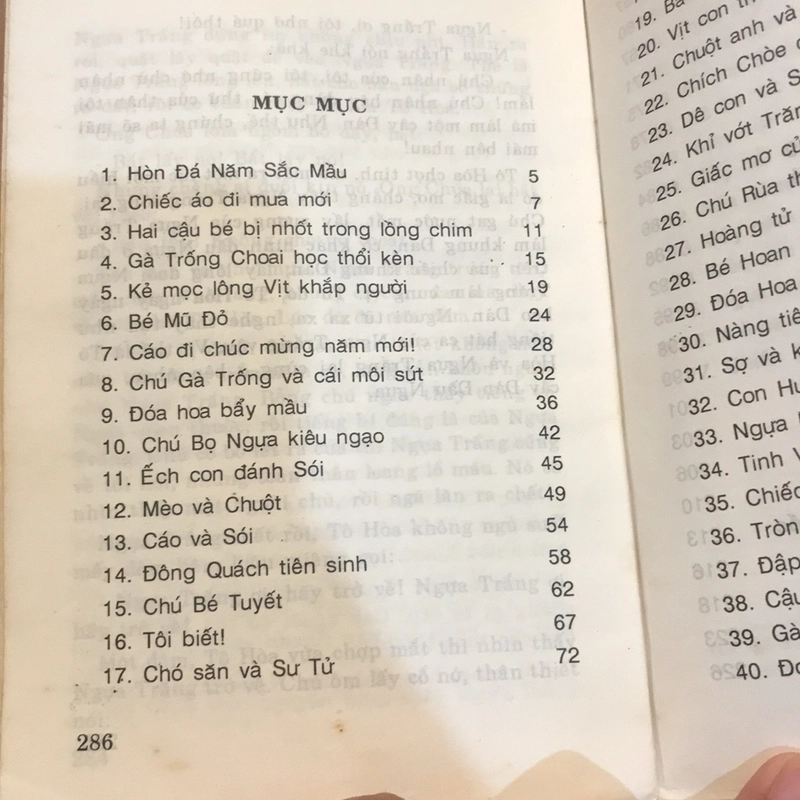 MỤC MỤC
1. Hòn Đá Năm Sắc Mầu 5
2. Chiếc áo đi mưa mới 7
3. Hai cậu bé bị nhốt trong lồng chim 11
4. Gà Trống Choai học thổi kèn 15
5. Kẻ mọc lông Vịt khắp người 19
6. Bé Mũ Đỏ 24
7. Cáo đi chúc mừng năm mới! 28
8. Chú Gà Trống và cái môi sứt 32
9. Đóa hoa bẩy mầu 36
10. Chú Bọ Ngựa kiêu ngạo 42
11. Ếch con đánh Sói 45
12. Mèo và Chuột 49
13. Cáo và Sói 54
14. Đông Quách tiên sinh 58
15. Chú Bé Tuyết 62
16. Tôi biết! 67
17. Chó săn và Sư Tử 72
286
19.
20. Vịt con
21. Chuột anh và
22. Chích Chòe
23. Dê con và
24. Khỉ vớt Trăn
25. Giấc mơ củ
26. Chú Rùa
27. Hoàng tử
28. Bé Hoan
29. Đóa Hoa
30. Nàng tiê
31. Sợ và k
32. Con Hu
33. Ngựa
34. Tinh
35. Chiếc
36. Tròn
37. Đập
38. Cậu
39. Gà
40.